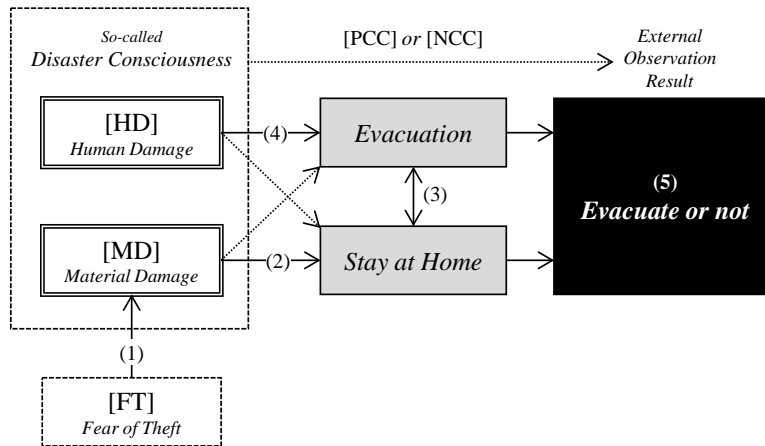 So-called
Disaster Consciousness
[PCC] or [NCC]
External
Observation
Result
[HD]
Human Damage
(4)
Evacuation
(3)
(5)
Evacuate or not
[MD]
Material Damage
(2)
Stay at Home
(1)
[FT]
Fear of Theft